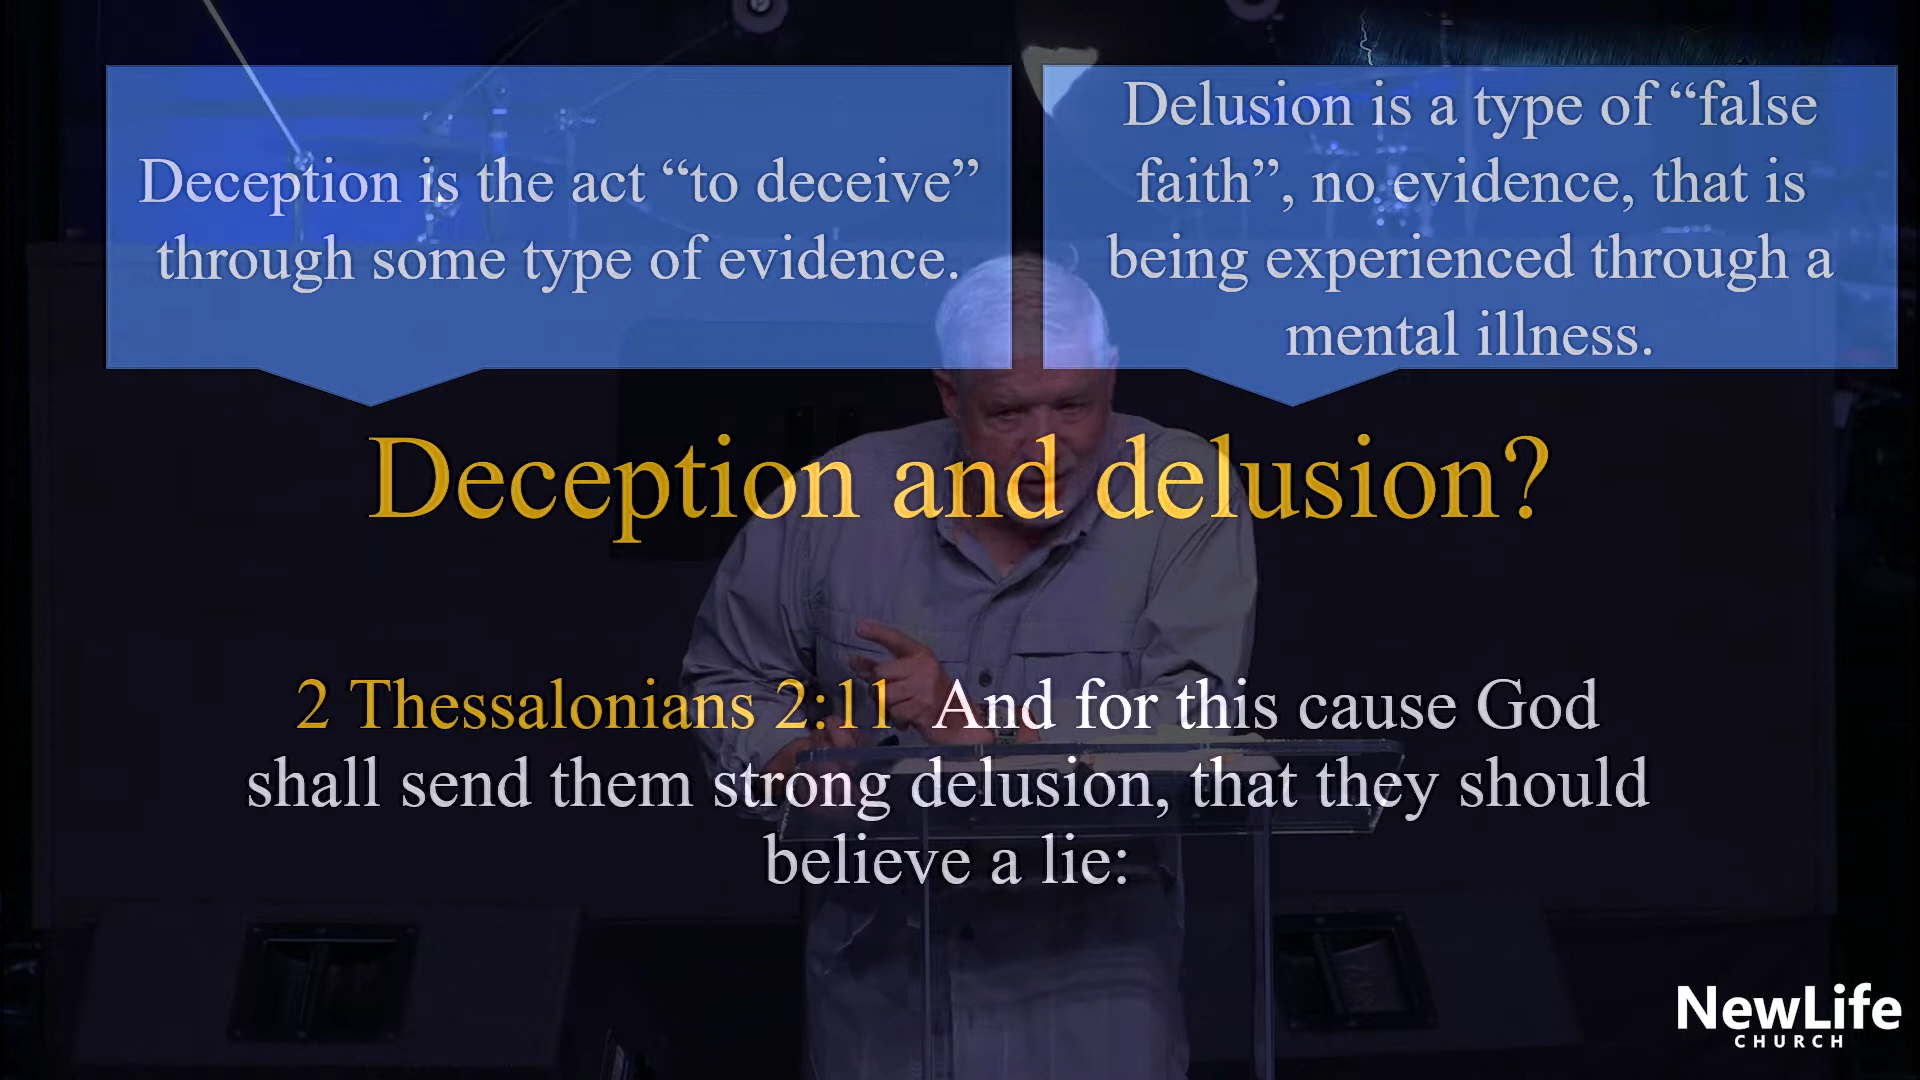 Deception is the act “to deceive”
through some type of evidence.
Delusion is a type of “false
faith”, no evidence, that is
being experienced through a
mental illness.
Deception and delusion?
2 Thessalonians 2:11 And for this cause God
shall send them strong delusion, that they should
believe a lie:
NewLife
CHURCH